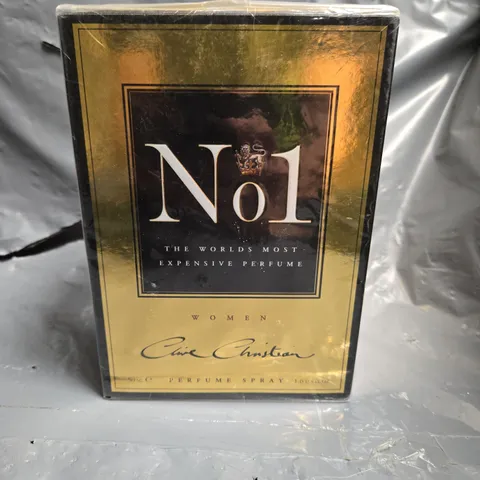 No1
THE WORLDS MOST
EXPENSIVE PERFUME
WOMEN
Clive Christian
PERFUME SPRAY